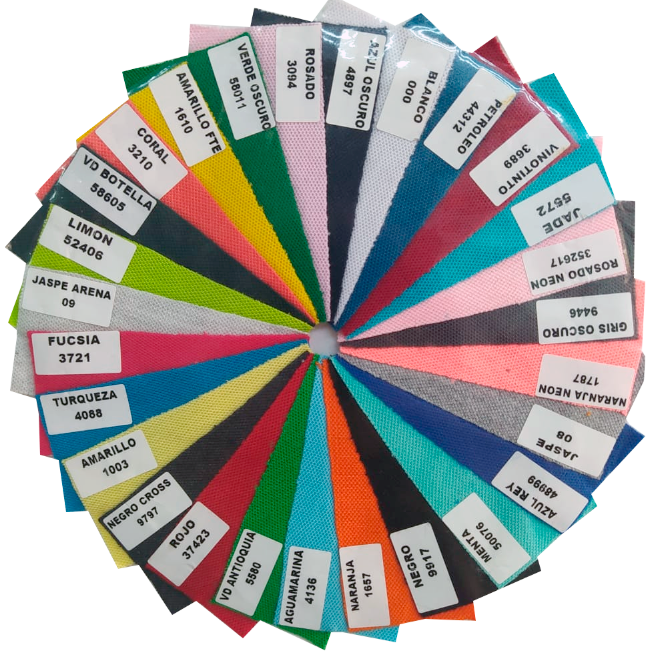 ROSADO
3094
AZUL OSCURO
4697
BLANCO
000
PETROLEO
44312
VINOTINTO
3689
JADE
5572
ROSADO NEON
352617
GRIS OSCURO
9446
NARANJA NEON
1787
JASPE
08
AZUL REY
48999
MENTA
50076
NEGRO
9917
NARANJA
1657
AGUAMARINA
4136
VD ANTIOQUIA
5580
ROJO
37423
NEGRO CROSS
9797
AMARILLO
1003
TURQUEZA
4088
FUCSIA
3721
JASPE ARENA
09
LIMON
52406
VD BOTELLA
58605
CORAL
3210
AMARILLO FTE
1610
VERDE OSCURO
58011